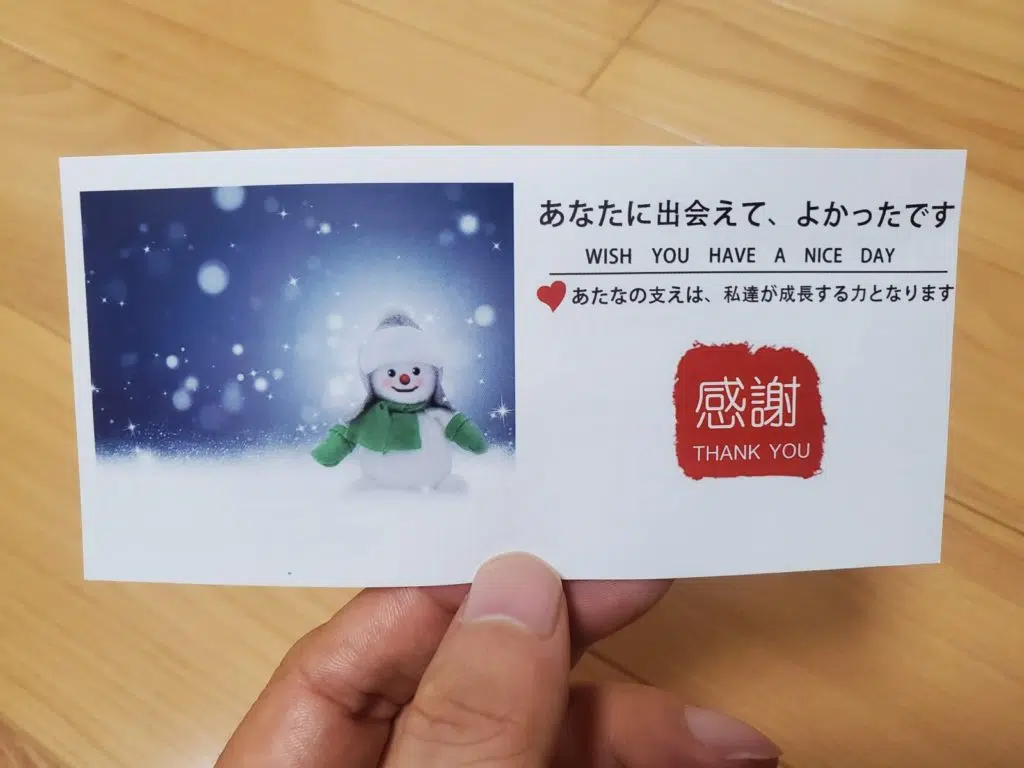 あなたに出会えて、よかったです
WISH YOU HAVE A NICE DAY
あたなの支えは、私達が成長する力となります
感謝
THANK YOU